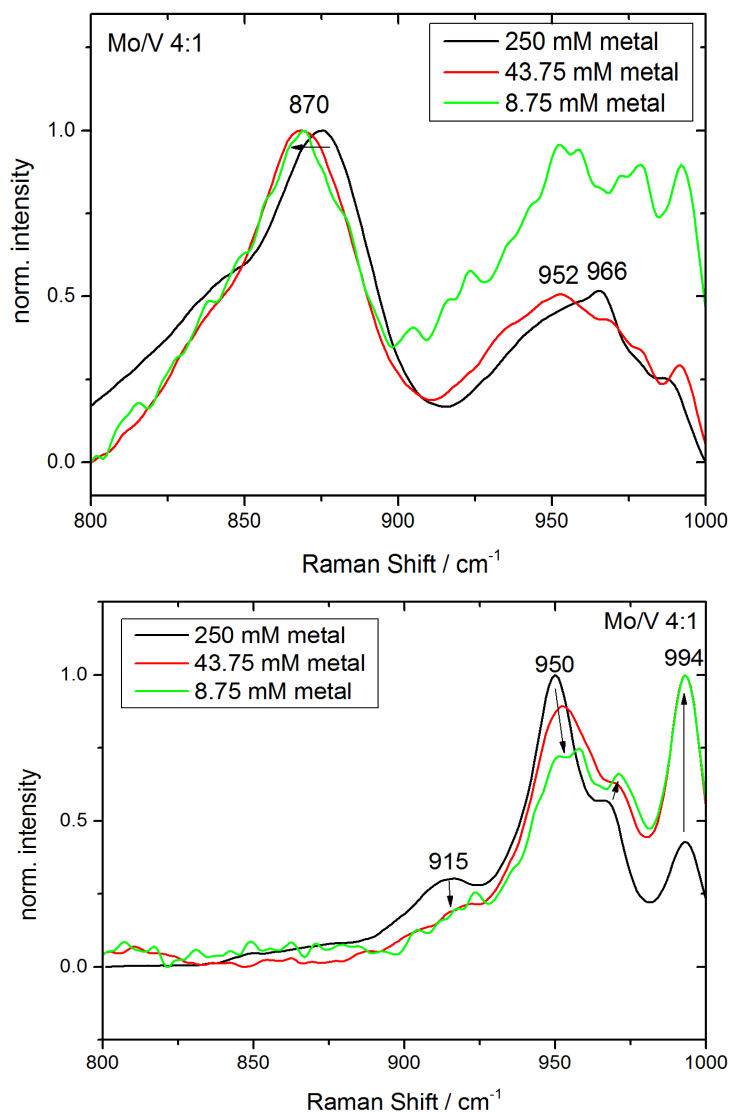 Mo/V 4:1
250 mM metal
43.75 mM metal
8.75 mM metal
870
952
966
1.0
0.5
0.0
norm. intensity
800
850
900
950
1000
Raman Shift / cm⁻¹
250 mM metal
43.75 mM metal
8.75 mM metal
Mo/V 4:1
950
994
915
1.0
0.5
0.0
norm. intensity
800
850
900
950
1000
Raman Shift / cm⁻¹